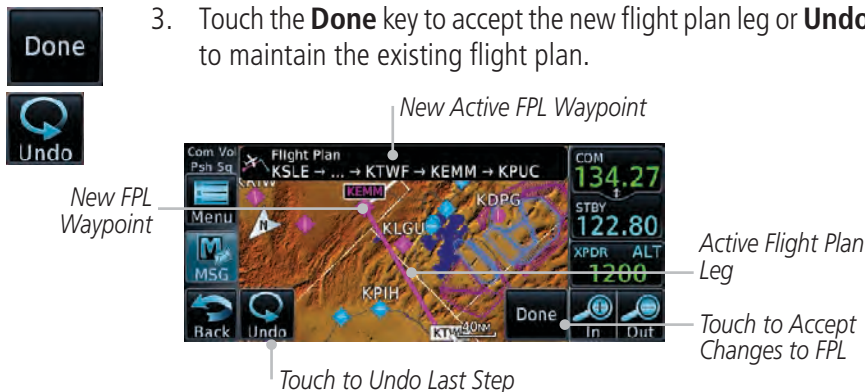 Done
3. Touch the Done key to accept the new flight plan leg or Undo
to maintain the existing flight plan.
Undo
New Active FPL Waypoint
Com Vol
Psh Sq
Flight Plan
KSLE → ... → KTWF → KEMM → KPUC
COM
134.27
STBY
122.80
XPDR ALT
1200
New FPL
Waypoint
Menu
MSG
Back
Undo
KEMM
KDPG
KLGU
N
KPIH
40NM
Done
In
Out
Active Flight Plan
Leg
Touch to Accept
Changes to FPL
Touch to Undo Last Step